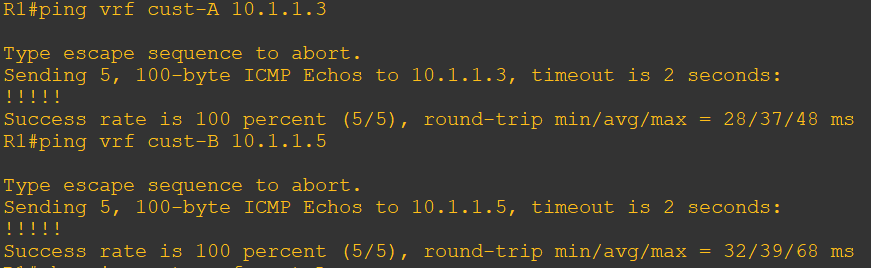 R1#ping vrf cust-A 10.1.1.3
Type escape sequence to abort.
Sending 5, 100-byte ICMP Echos to 10.1.1.3, timeout is 2 seconds:
!!!!!
Success rate is 100 percent (5/5), round-trip min/avg/max = 28/37/48 ms
R1#ping vrf cust-B 10.1.1.5
Type escape sequence to abort.
Sending 5, 100-byte ICMP Echos to 10.1.1.5, timeout is 2 seconds:
!!!!!
Success rate is 100 percent (5/5), round-trip min/avg/max = 32/39/68 ms